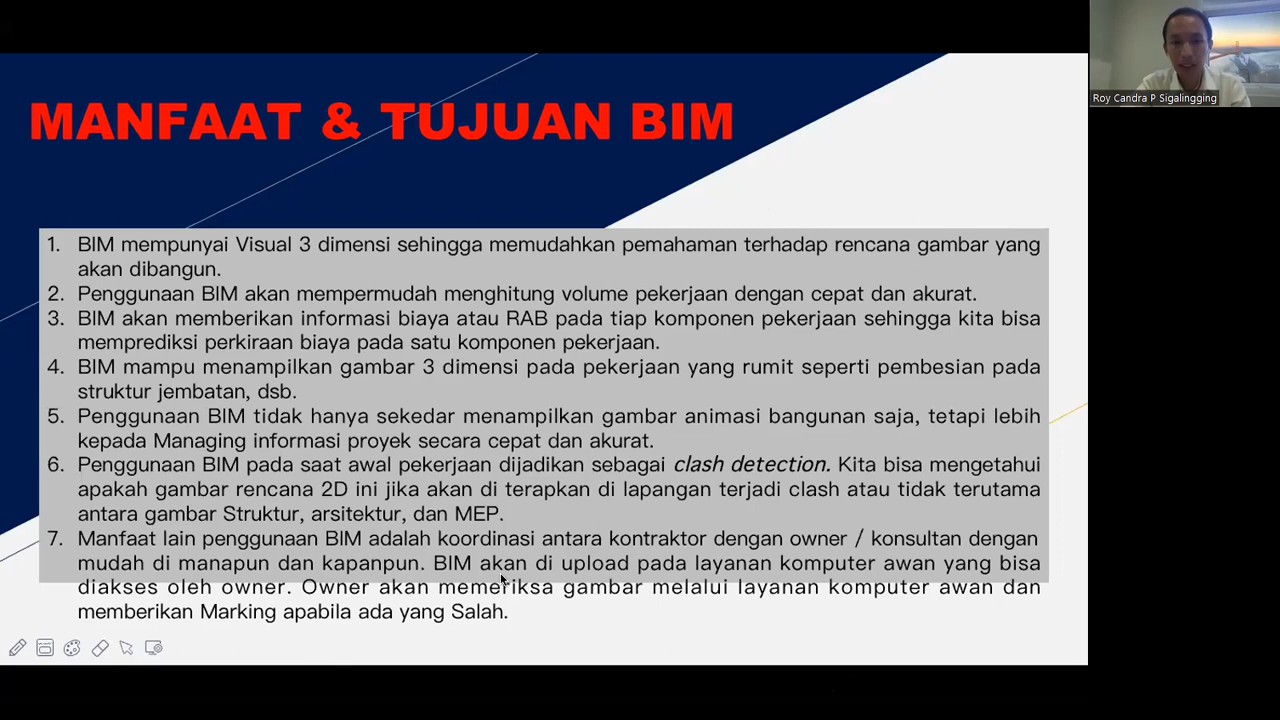 MANFAAT & TUJUAN BIM
Roy Candra P Sigalingging
1. BIM mempunyai Visual 3 dimensi sehingga memudahkan pemahaman terhadap rencana gambar yang
akan dibangun.
2. Penggunaan BIM akan mempermudah menghitung volume pekerjaan dengan cepat dan akurat.
3. BIM akan memberikan informasi biaya atau RAB pada tiap komponen pekerjaan sehingga kita bisa
memprediksi perkiraan biaya pada satu komponen pekerjaan.
4. BIM mampu menampilkan gambar 3 dimensi pada pekerjaan yang rumit seperti pembesian pada
struktur jembatan, dsb.
5. Penggunaan BIM tidak hanya sekedar menampilkan gambar animasi bangunan saja, tetapi lebih
kepada Managing informasi proyek secara cepat dan akurat.
6. Penggunaan BIM pada saat awal pekerjaan dijadikan sebagai clash detection. Kita bisa mengetahui
apakah gambar rencana 2D ini jika akan di terapkan di lapangan terjadi clash atau tidak terutama
antara gambar Struktur, arsitektur, dan MEP.
7. Manfaat lain penggunaan BIM adalah koordinasi antara kontraktor dengan owner / konsultan dengan
mudah di manapun dan kapanpun. BIM akan di upload pada layanan komputer awan yang bisa
diakses oleh owner. Owner akan memeriksa gambar melalui layanan komputer awan dan
memberikan Marking apabila ada yang Salah.